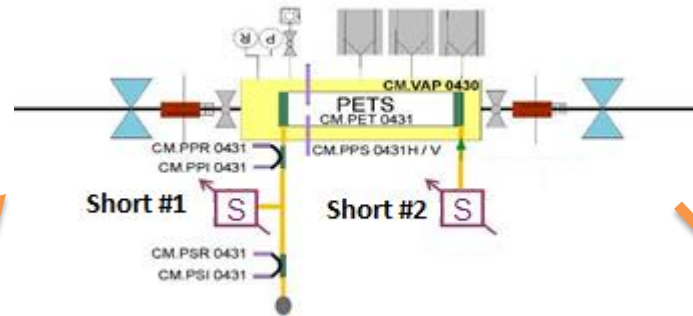 R P
CM.VAP 0430
PETS
CM.PET 0431
CM.PPR 0431
CM.PPI 0431
CM.PPS 0431H / V
Short #1 S
Short #2 S
CM.PSR 0431
CM.PSI 0431